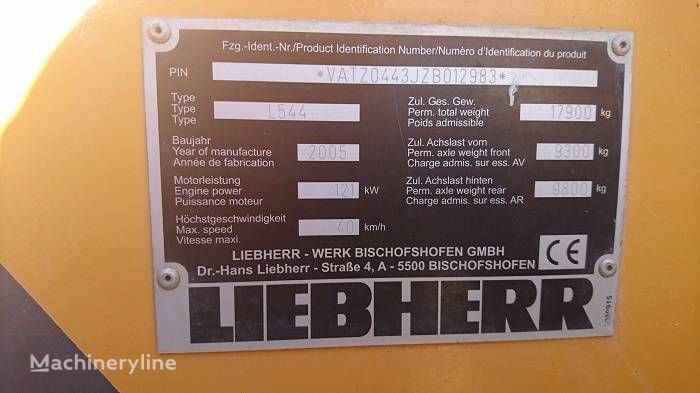 Fzg.-Ident.-Nr./Product Identification Number/Numéro d'Identification du produit
PIN *VATZ0443JZB012983*
Type
Type L544
Type
Zul. Ges. Gew.
Perm. total weight 17900 kg
Poids admissible
Baujahr
Year of manufacture 2005
Année de fabrication
Zul. Achslast vorn
Perm. axle weight front 9300 kg
Charge admis. sur ess. AV
Motorleistung
Engine power 121 kW
Puissance moteur
Zul. Achslast hinten
Perm. axle weight rear 9800 kg
Charge admis. sur ess. AR
Höchstgeschwindigkeit
Max. speed 40 km/h
Vitesse maxi.
LIEBHERR - WERK BISCHOFSHOFEN GMBH
Dr.-Hans Liebherr - Straße 4, A - 5500 BISCHOFSHOFEN
CE
LIEBHERR
Machineryline